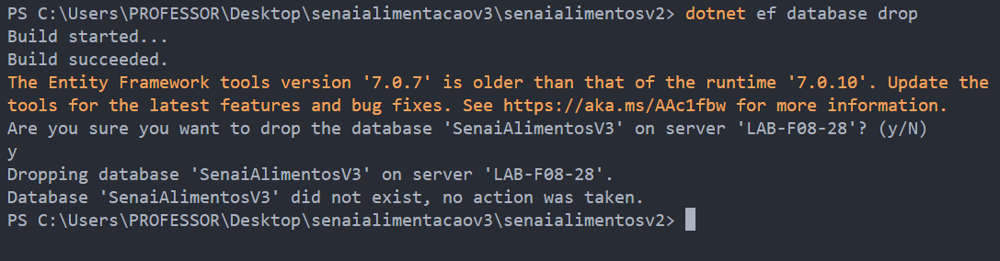 PS C:\Users\PROFESSOR\Desktop\senaialimentacaov3\senaialimentosv2> dotnet ef database drop
Build started...
Build succeeded.
The Entity Framework tools version '7.0.7' is older than that of the runtime '7.0.10'. Update the
tools for the latest features and bug fixes. See https://aka.ms/AAc1fbw for more information.
Are you sure you want to drop the database 'SenaiAlimentosV3' on server 'LAB-F08-28'? (y/N)
y
Dropping database 'SenaiAlimentosV3' on server 'LAB-F08-28'.
Database 'SenaiAlimentosV3' did not exist, no action was taken.
PS C:\Users\PROFESSOR\Desktop\senaialimentacaov3\senaialimentosv2>